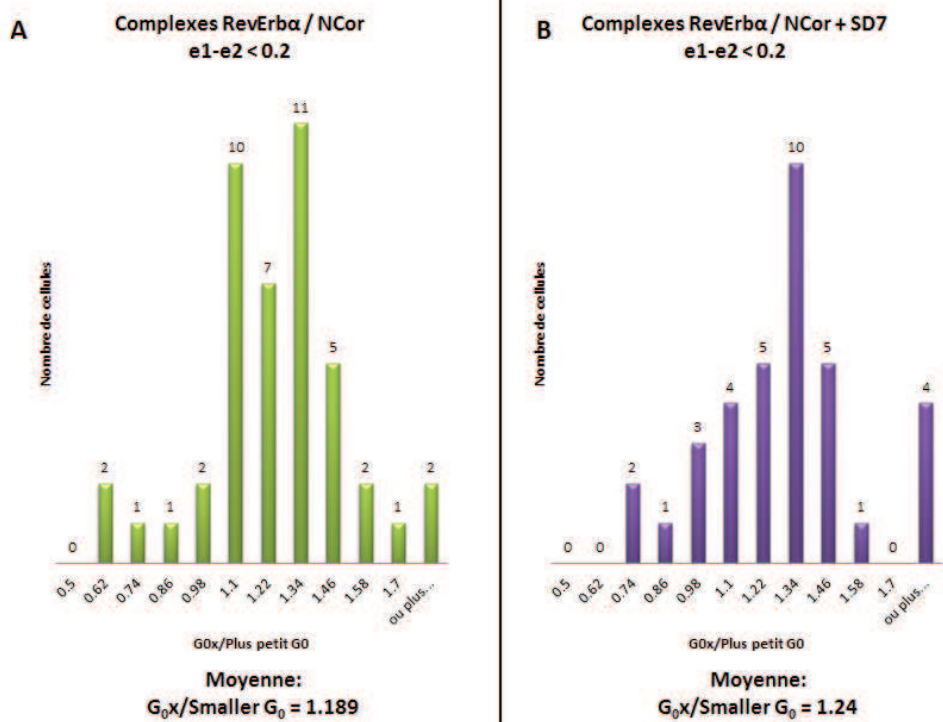 A
Complexes RevErbα / NCor
e1-e2 < 0.2
Nombre de cellules
0
2
1
1
2
10
7
11
5
2
1
2
0.5
0.62
0.74
0.86
0.98
1.1
1.22
1.34
1.46
1.58
1.7
ou plus...
G0x/Plus petit G0
Moyenne:
G₀x/Smaller G₀ = 1.189
B
Complexes RevErbα / NCor + SD7
e1-e2 < 0.2
Nombre de cellules
0
0
2
1
3
4
5
10
5
1
0
4
0.5
0.62
0.74
0.86
0.98
1.1
1.22
1.34
1.46
1.58
1.7
ou plus...
G0x/Plus petit G0
Moyenne:
G₀x/Smaller G₀ = 1.24